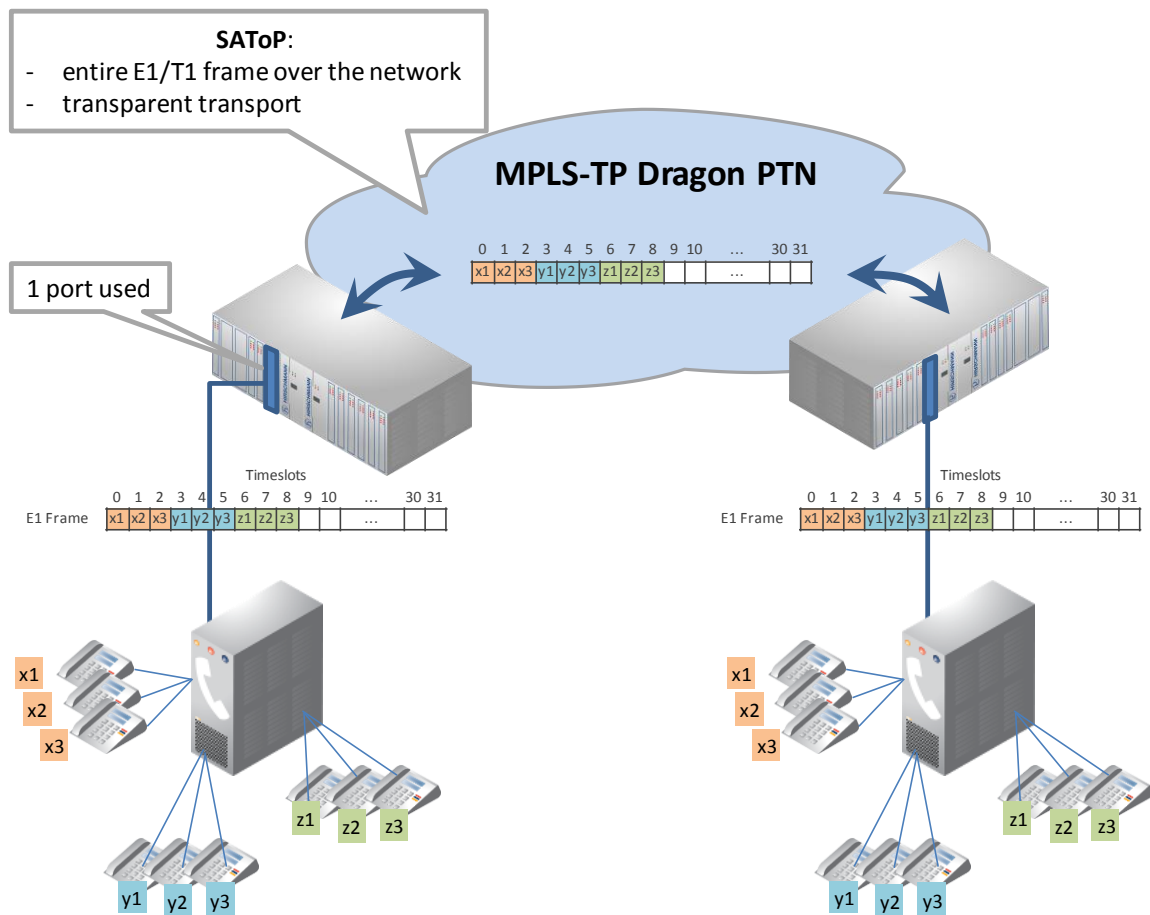 SAToP:
- entire E1/T1 frame over the network
- transparent transport
MPLS-TP Dragon PTN
0 1 2 3 4 5 6 7 8 9 10 ... 30 31
x1 x2 x3 y1 y2 y3 z1 z2 z3 ...
1 port used
HIRSCHMANN
HIRSCHMANN
HIRSCHMANN
HIRSCHMANN
Timeslots
0 1 2 3 4 5 6 7 8 9 10 ... 30 31
E1 Frame x1 x2 x3 y1 y2 y3 z1 z2 z3 ...
Timeslots
0 1 2 3 4 5 6 7 8 9 10 ... 30 31
E1 Frame x1 x2 x3 y1 y2 y3 z1 z2 z3 ...
x1
x2
x3
z1 z2 z3
y1 y2 y3
x1
x2
x3
z1 z2 z3
y1 y2 y3